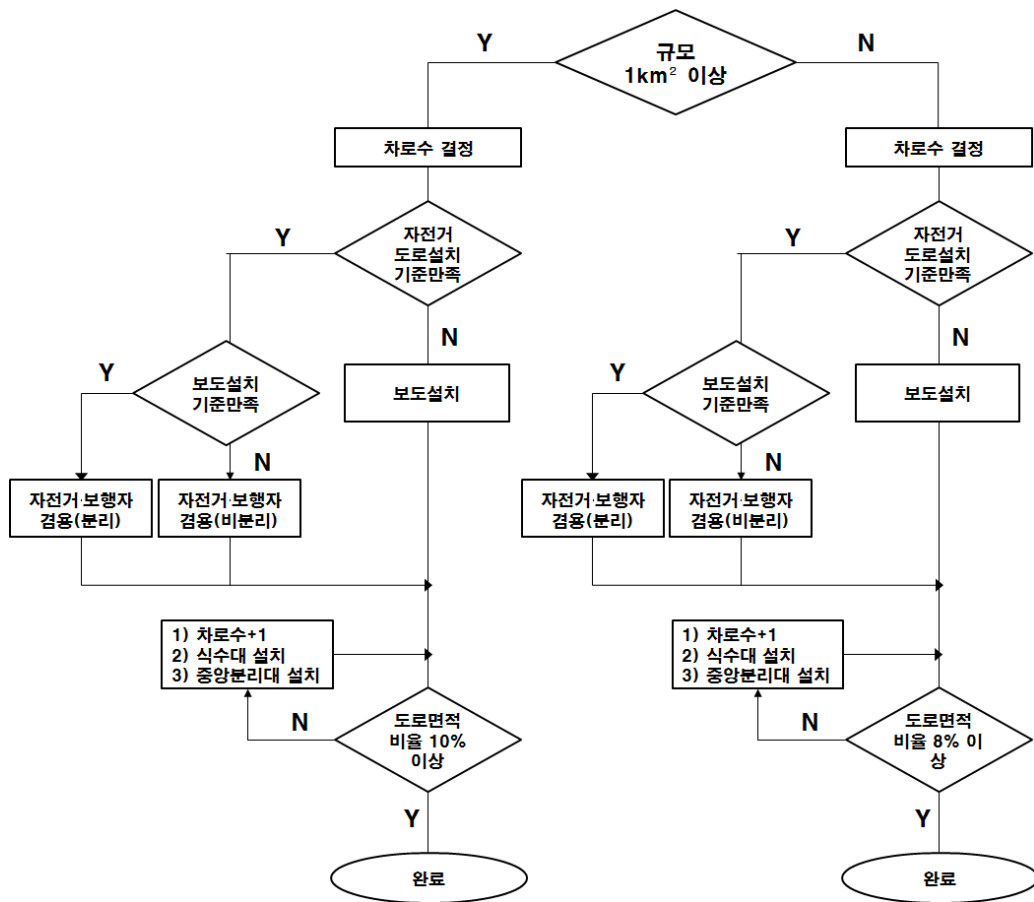 Y
규모
1km² 이상
N
차로수 결정
차로수 결정
Y
자전거
도로설치
기준만족
Y
자전거
도로설치
기준만족
N
N
Y
보도설치
기준만족
보도설치
Y
보도설치
기준만족
보도설치
N
N
자전거·보행자
겸용(분리)
자전거·보행자
겸용(비분리)
자전거·보행자
겸용(분리)
자전거·보행자
겸용(비분리)
1) 차로수+1
2) 식수대 설치
3) 중앙분리대 설치
1) 차로수+1
2) 식수대 설치
3) 중앙분리대 설치
N
도로면적
비율 10%
이상
N
도로면적
비율 8% 이
상
Y
Y
완료
완료